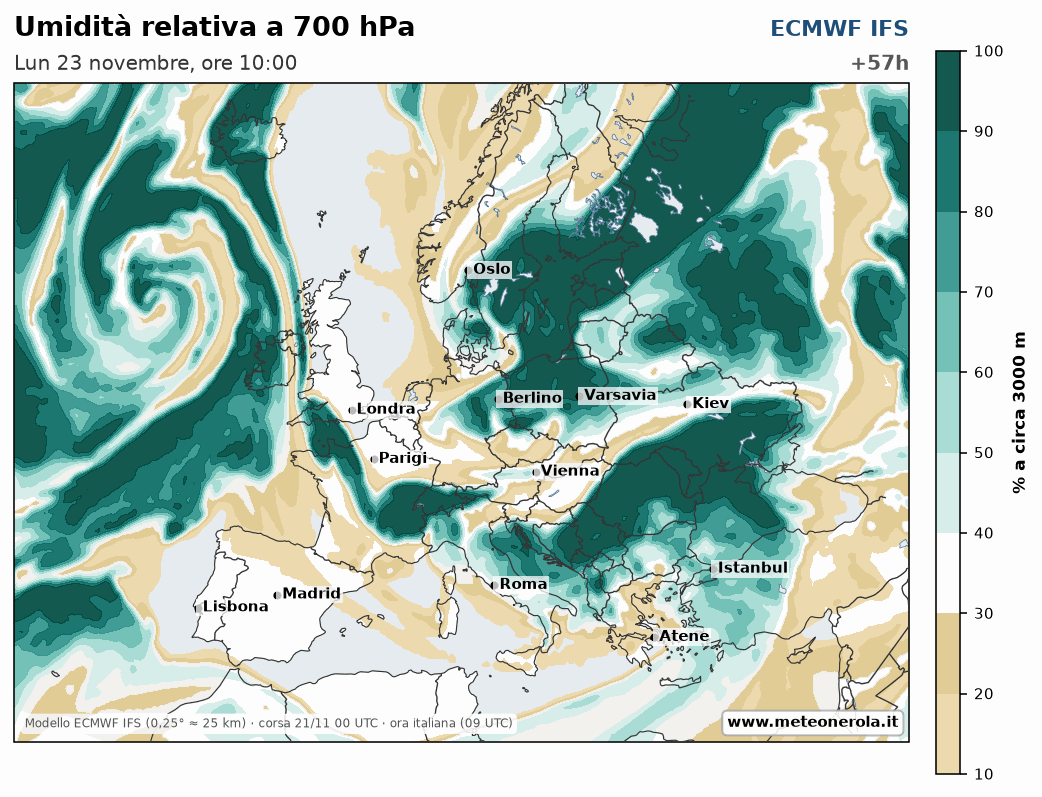 Umidità relativa a 700 hPa
ECMWF IFS
Lun 23 novembre, ore 10:00
+57h
100
90
80
70
60
50
40
30
20
10
% a circa 3000 m
Oslo
Berlino
Varsavia
Kiev
Londra
Parigi
Vienna
Istanbul
Roma
Madrid
Lisbona
Atene
Modello ECMWF IFS (0,25° ≈ 25 km) · corsa 21/11 00 UTC · ora italiana (09 UTC)
www.meteonerola.it